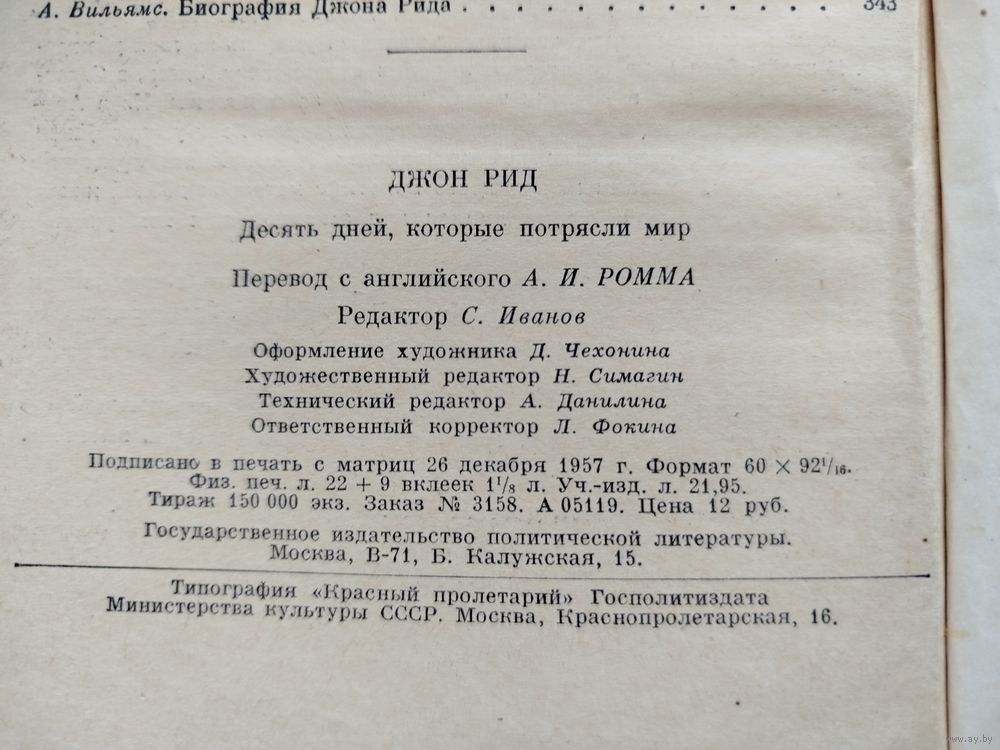 А. Вильямс. Биография Джона Рида . . . . . . . . . . . . . 343
ДЖОН РИД
Десять дней, которые потрясли мир
Перевод с английского А. И. РОММА
Редактор С. Иванов
Оформление художника Д. Чехонина
Художественный редактор Н. Симагин
Технический редактор А. Данилина
Ответственный корректор Л. Фокина
Подписано в печать с матриц 26 декабря 1957 г. Формат 60 × 92¹/₁₆.
Физ. печ. л. 22 + 9 вклеек 1¹/₈ л. Уч.-изд. л. 21,95.
Тираж 150 000 экз. Заказ № 3158. А 05119. Цена 12 руб.
Государственное издательство политической литературы.
Москва, В-71, Б. Калужская, 15.
Типография «Красный пролетарий» Госполитиздата
Министерства культуры СССР. Москва, Краснопролетарская, 16.
www.ay.by